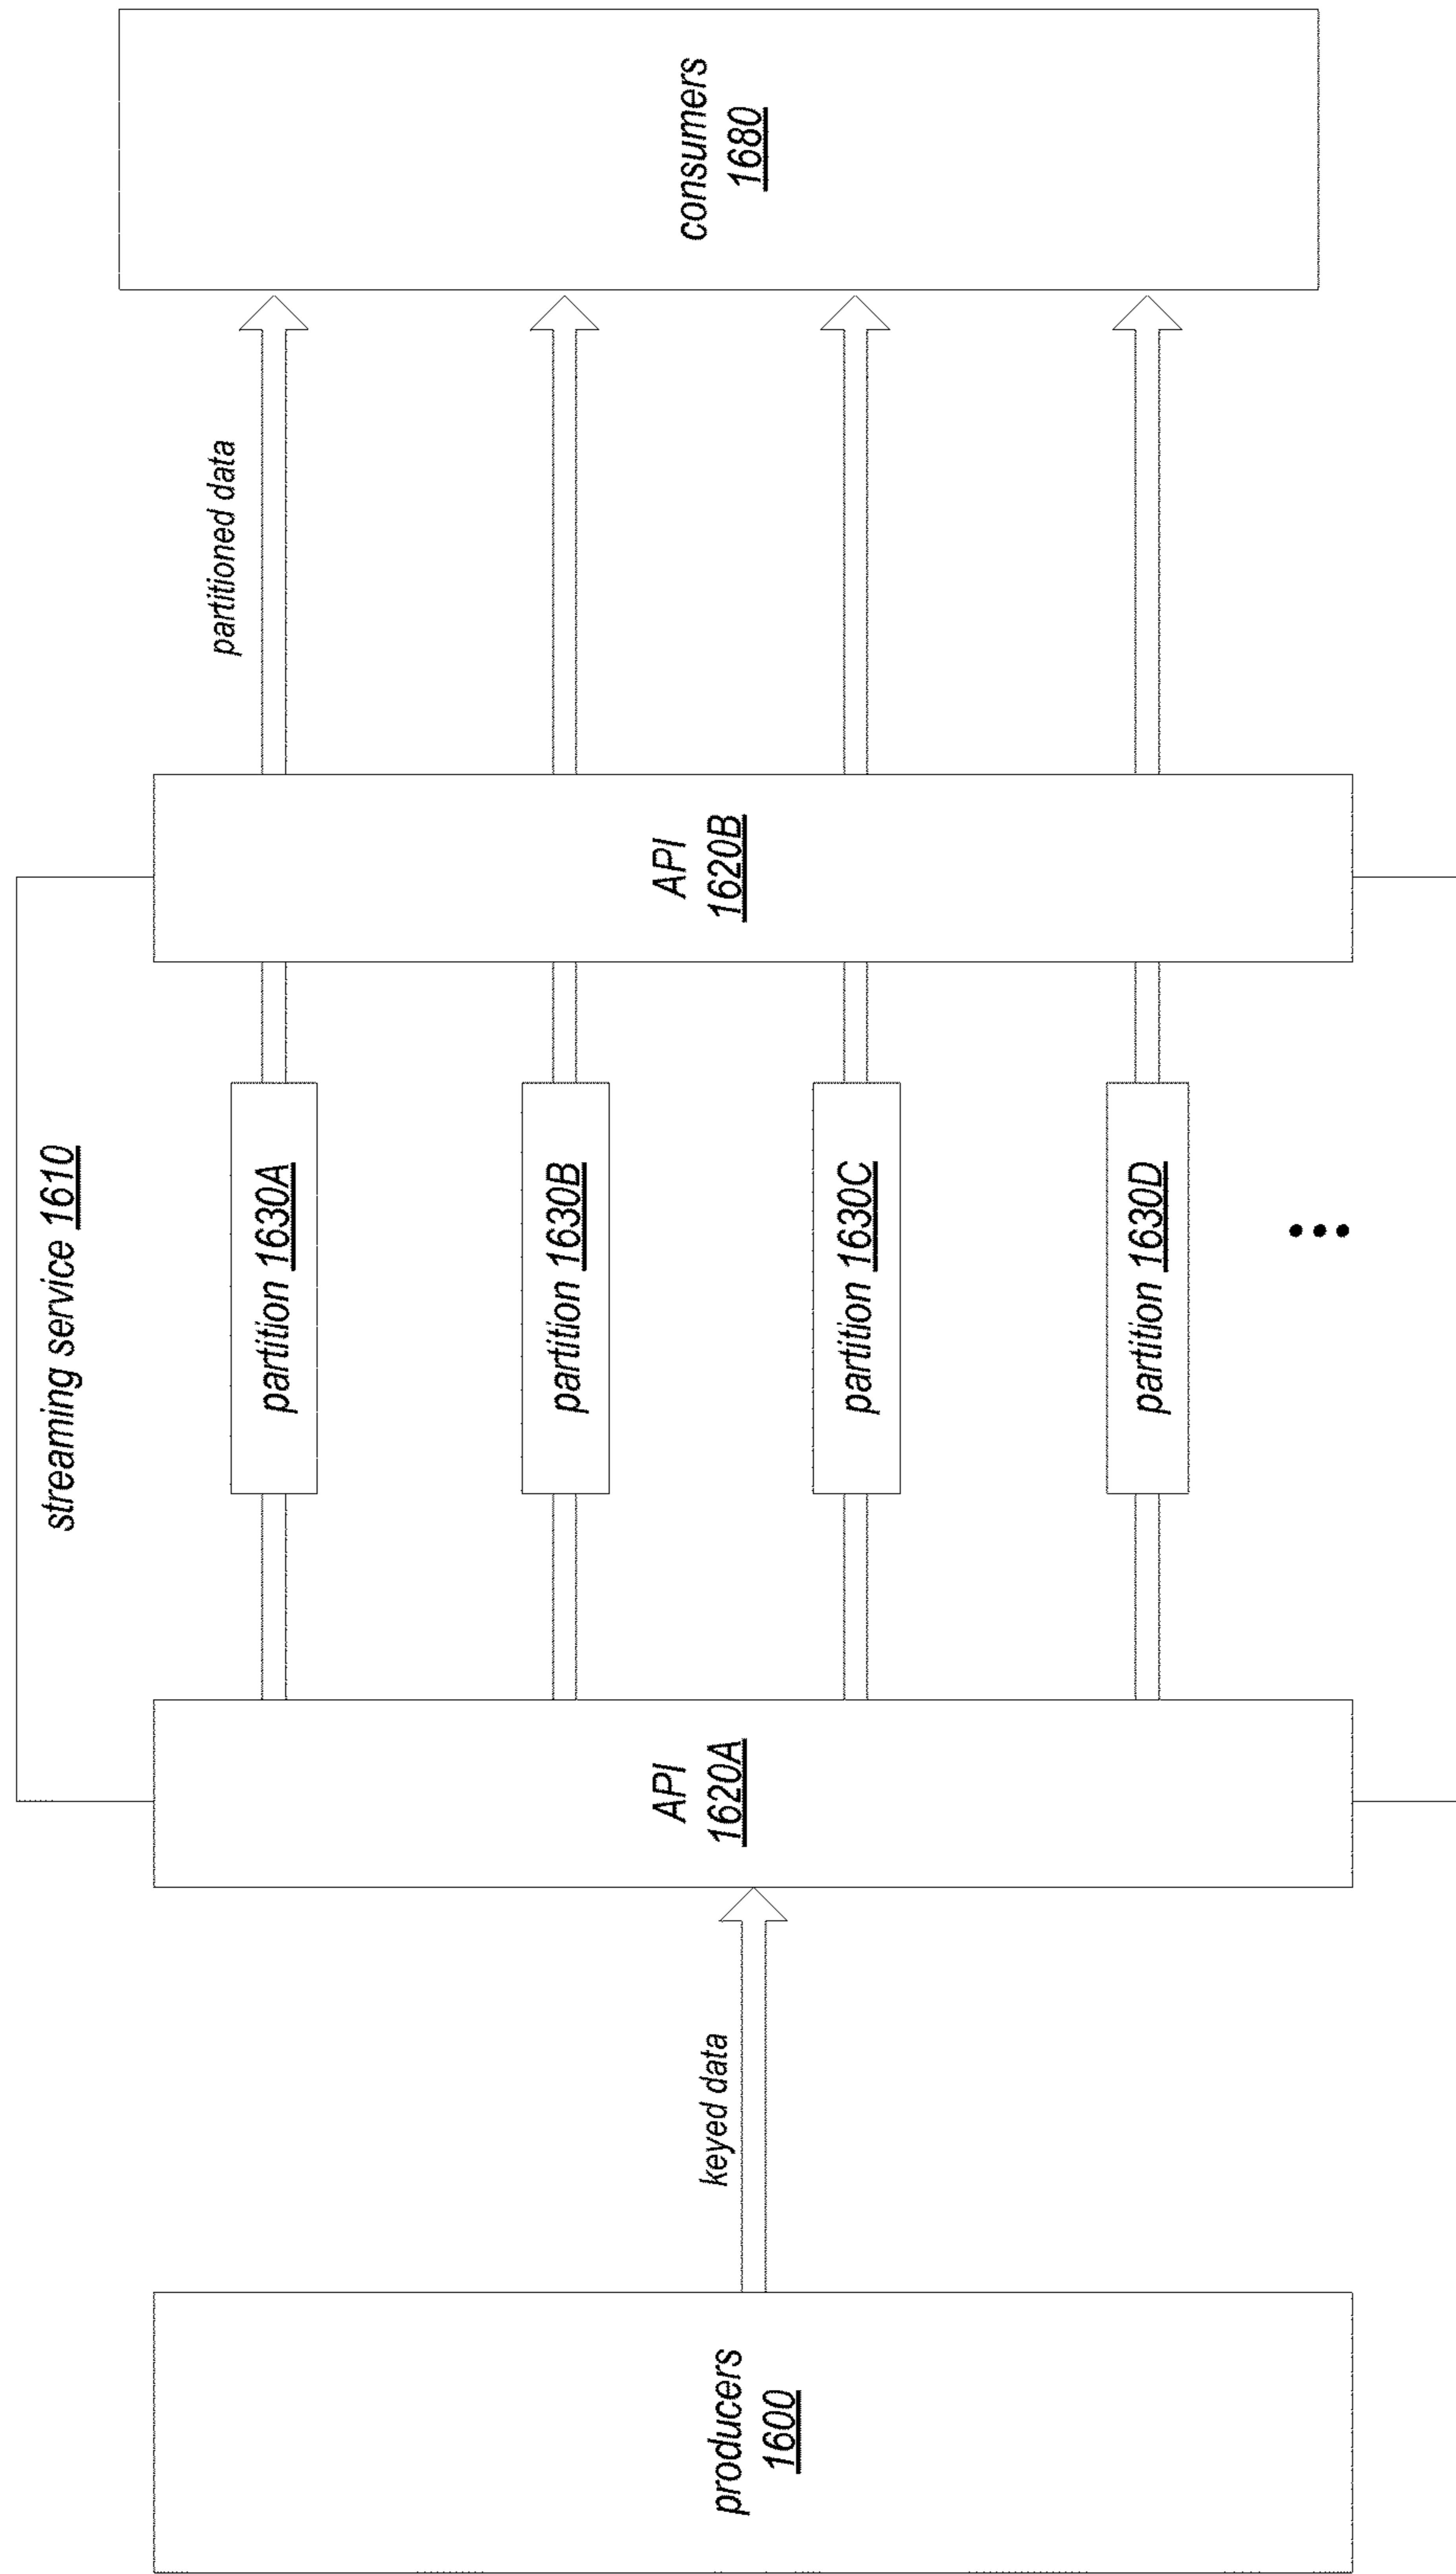 streaming service 1610
producers
1600
keyed data
API
1620A
partition 1630A
partition 1630B
partition 1630C
partition 1630D
API
1620B
partitioned data
consumers
1680